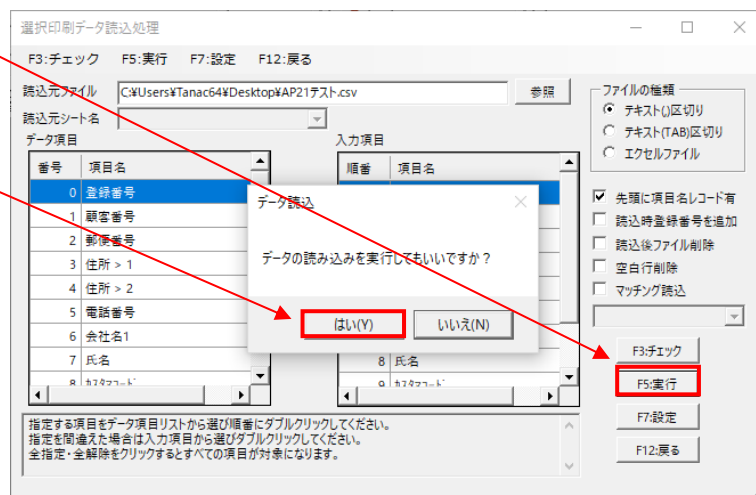 選択印刷データ読込処理
F3:チェック F5:実行 F7:設定 F12:戻る
読込元ファイル C:¥Users¥Tanac64¥Desktop¥AP21テスト.csv 参照
読込元シート名
データ項目 入力項目
番号 項目名 順番 項目名
0 登録番号
1 顧客番号
2 郵便番号
3 住所 > 1
4 住所 > 2
5 電話番号
6 会社名1
7 氏名 8 氏名
8 ｶｽﾀﾏｺｰﾄﾞ 9 ｶｽﾀﾏｺｰﾄﾞ
データ読込
データの読み込みを実行してもいいですか？
はい(Y) いいえ(N)
ファイルの種類
テキスト(,)区切り
テキスト(TAB)区切り
エクセルファイル
先頭に項目名レコード有
読込時登録番号を追加
読込後ファイル削除
空白行削除
マッチング読込
F3:チェック
F5:実行
F7:設定
F12:戻る
指定する項目をデータ項目リストから選び順番にダブルクリックしてください。
指定を間違えた場合は入力項目から選びダブルクリックしてください。
全指定・全解除をクリックするとすべての項目が対象になります。